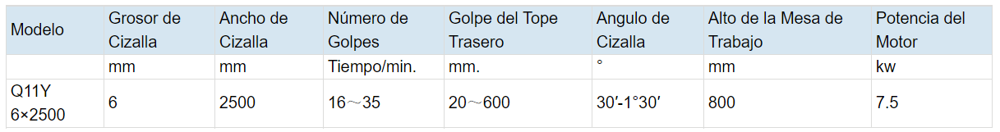 Modelo
Grosor de
Cizalla
Ancho de
Cizalla
Número de
Golpes
Golpe del Tope
Trasero
Angulo de
Cizalla
Alto de la Mesa de
Trabajo
Potencia del
Motor
mm
mm
Tiempo/min.
mm.
°
mm
kw
Q11Y
6×2500
6
2500
16～35
20～600
30′-1°30′
800
7.5